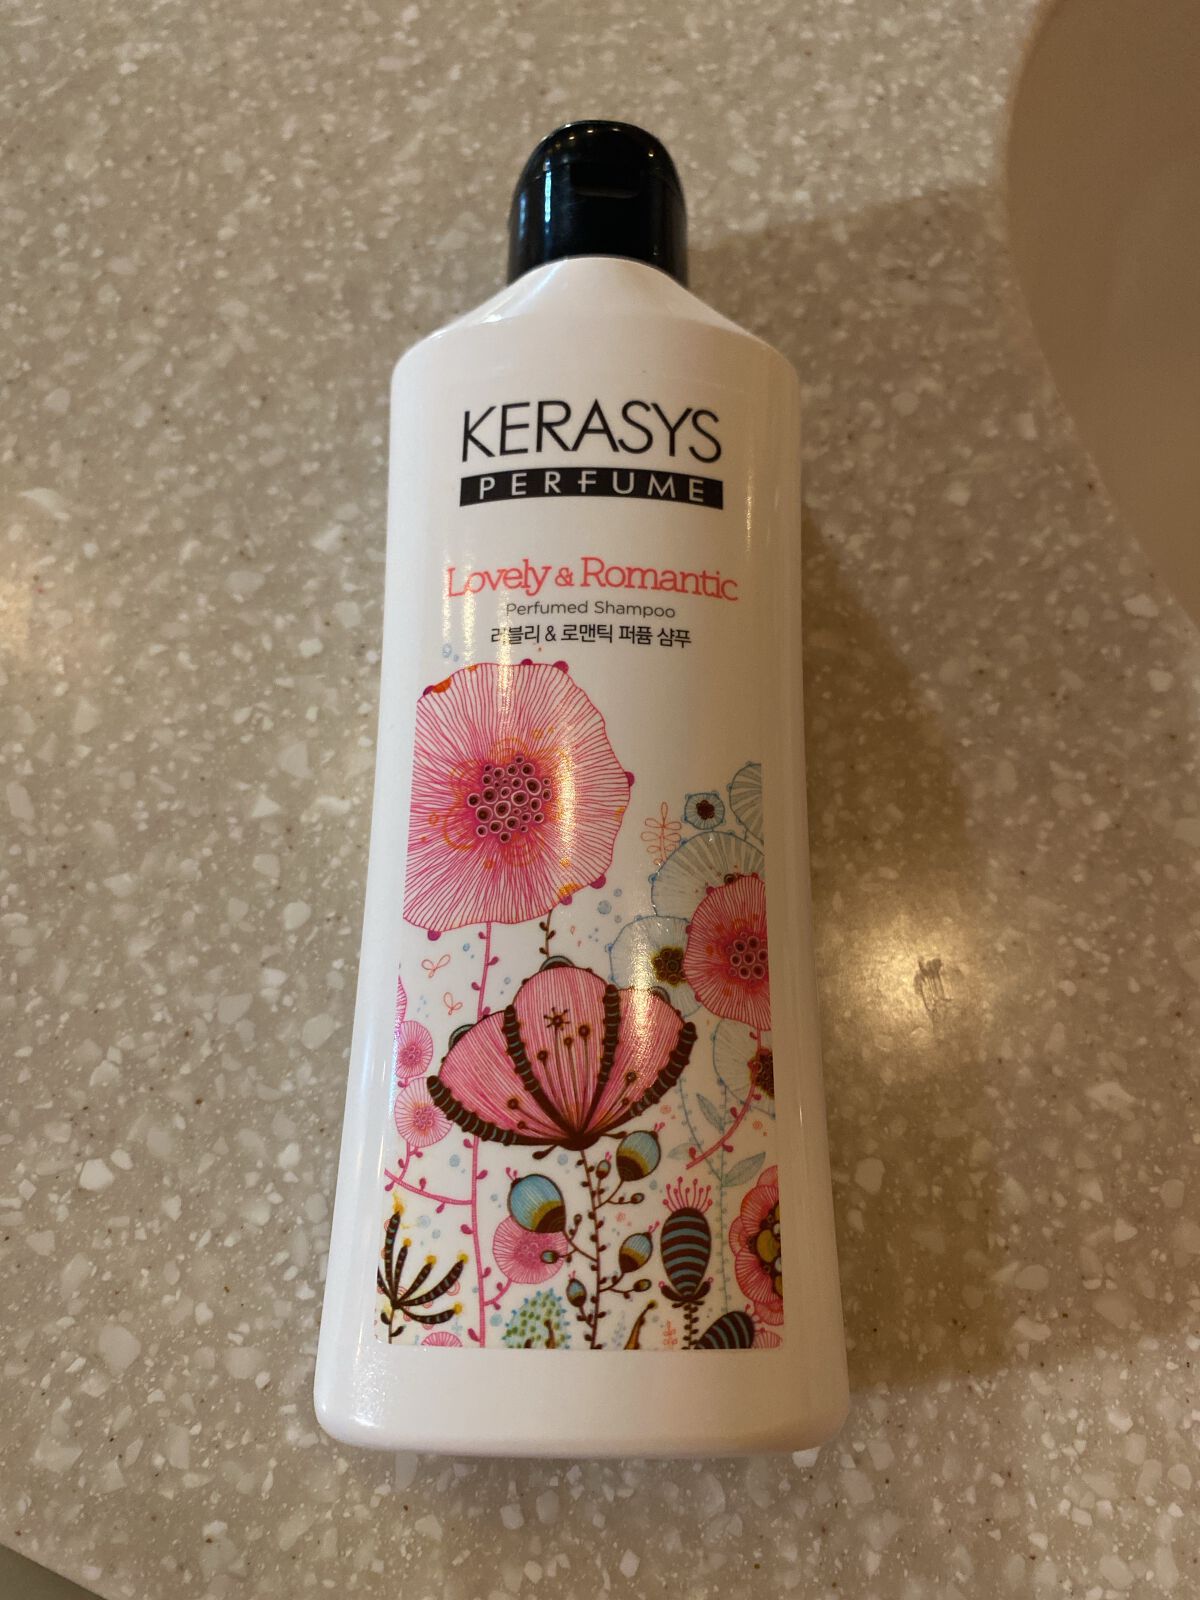 KERASYS
PERFUME
Lovely & Romantic
Perfumed Shampoo
러블리 & 로맨틱 퍼퓸 샴푸